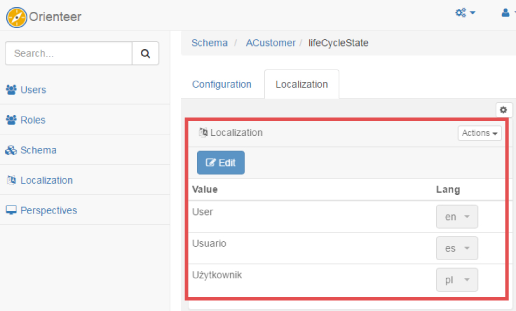 Orienteer
Search...
Users
Roles
Schema
Localization
Perspectives
Schema / ACustomer / lifeCycleState
Configuration Localization
Localization Actions
Edit
Value Lang
User en
Usuario es
Użytkownik pl